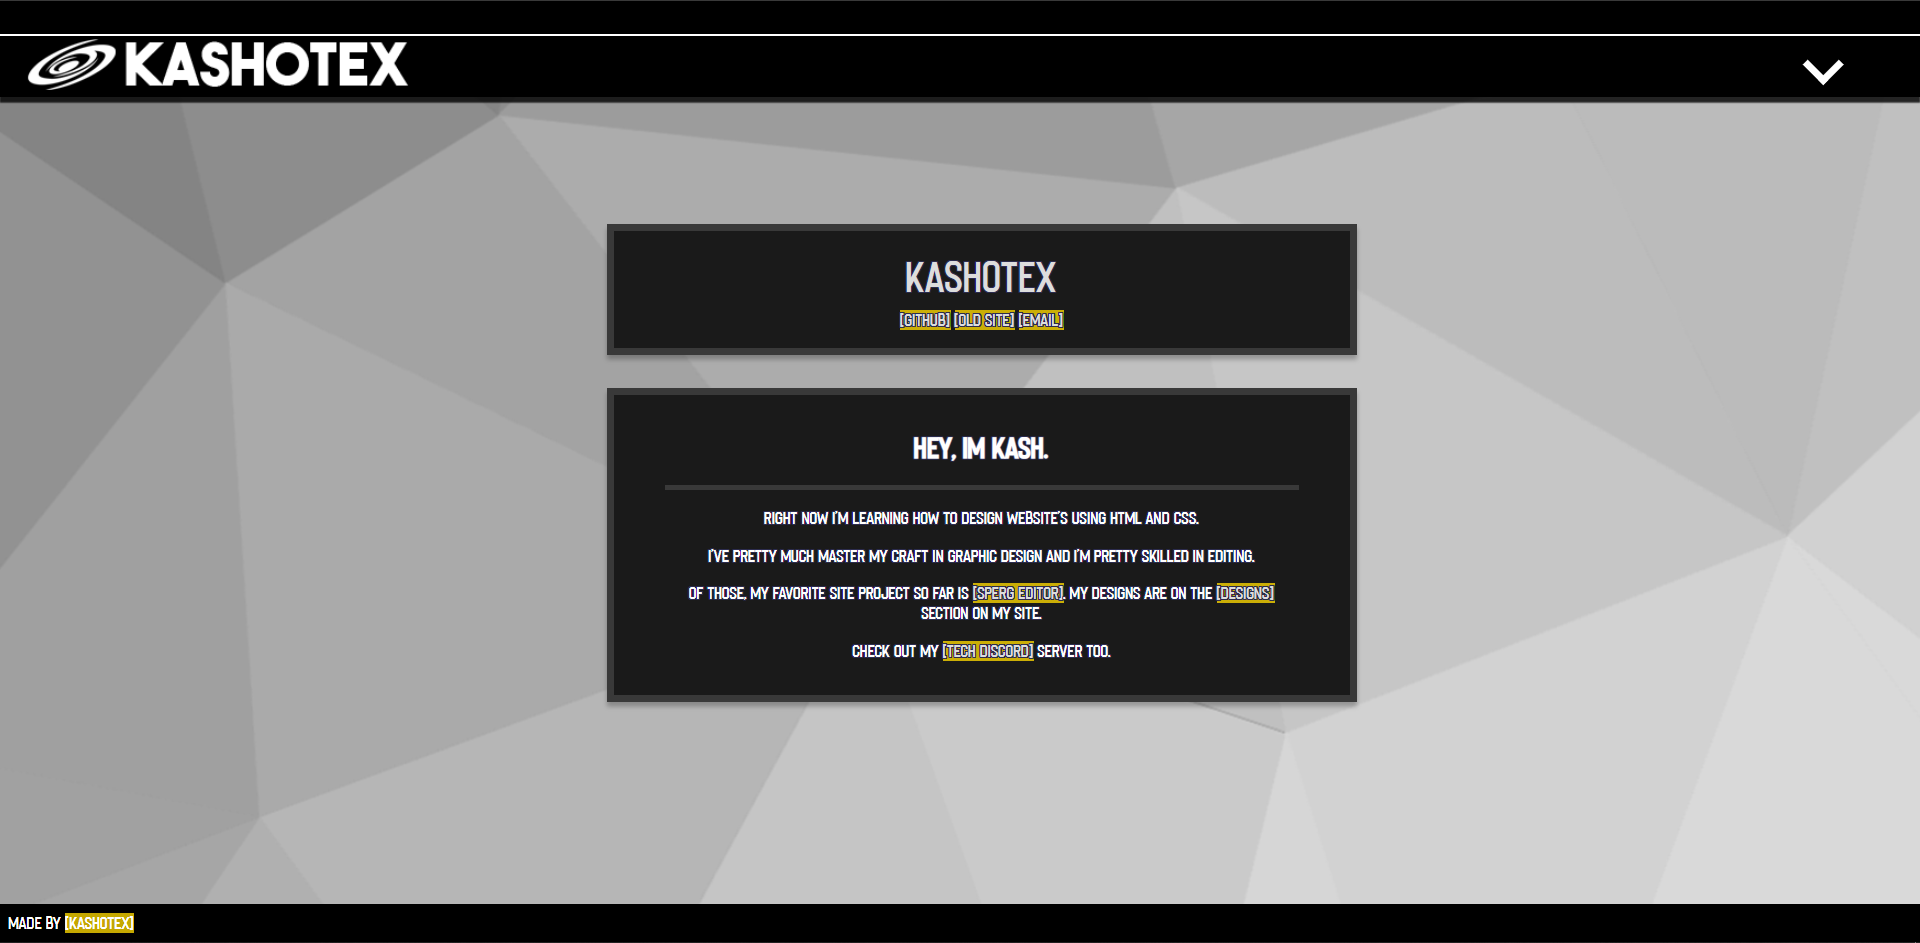 KASHOTEX
KASHOTEX
[GITHUB] [OLD SITE] [EMAIL]
HEY, IM KASH.
RIGHT NOW I'M LEARNING HOW TO DESIGN WEBSITE'S USING HTML AND CSS.
I'VE PRETTY MUCH MASTER MY CRAFT IN GRAPHIC DESIGN AND I'M PRETTY SKILLED IN EDITING.
OF THOSE, MY FAVORITE SITE PROJECT SO FAR IS [SPERG EDITOR]. MY DESIGNS ARE ON THE [DESIGNS]
SECTION ON MY SITE.
CHECK OUT MY [TECH DISCORD] SERVER TOO.
MADE BY [KASHOTEX]